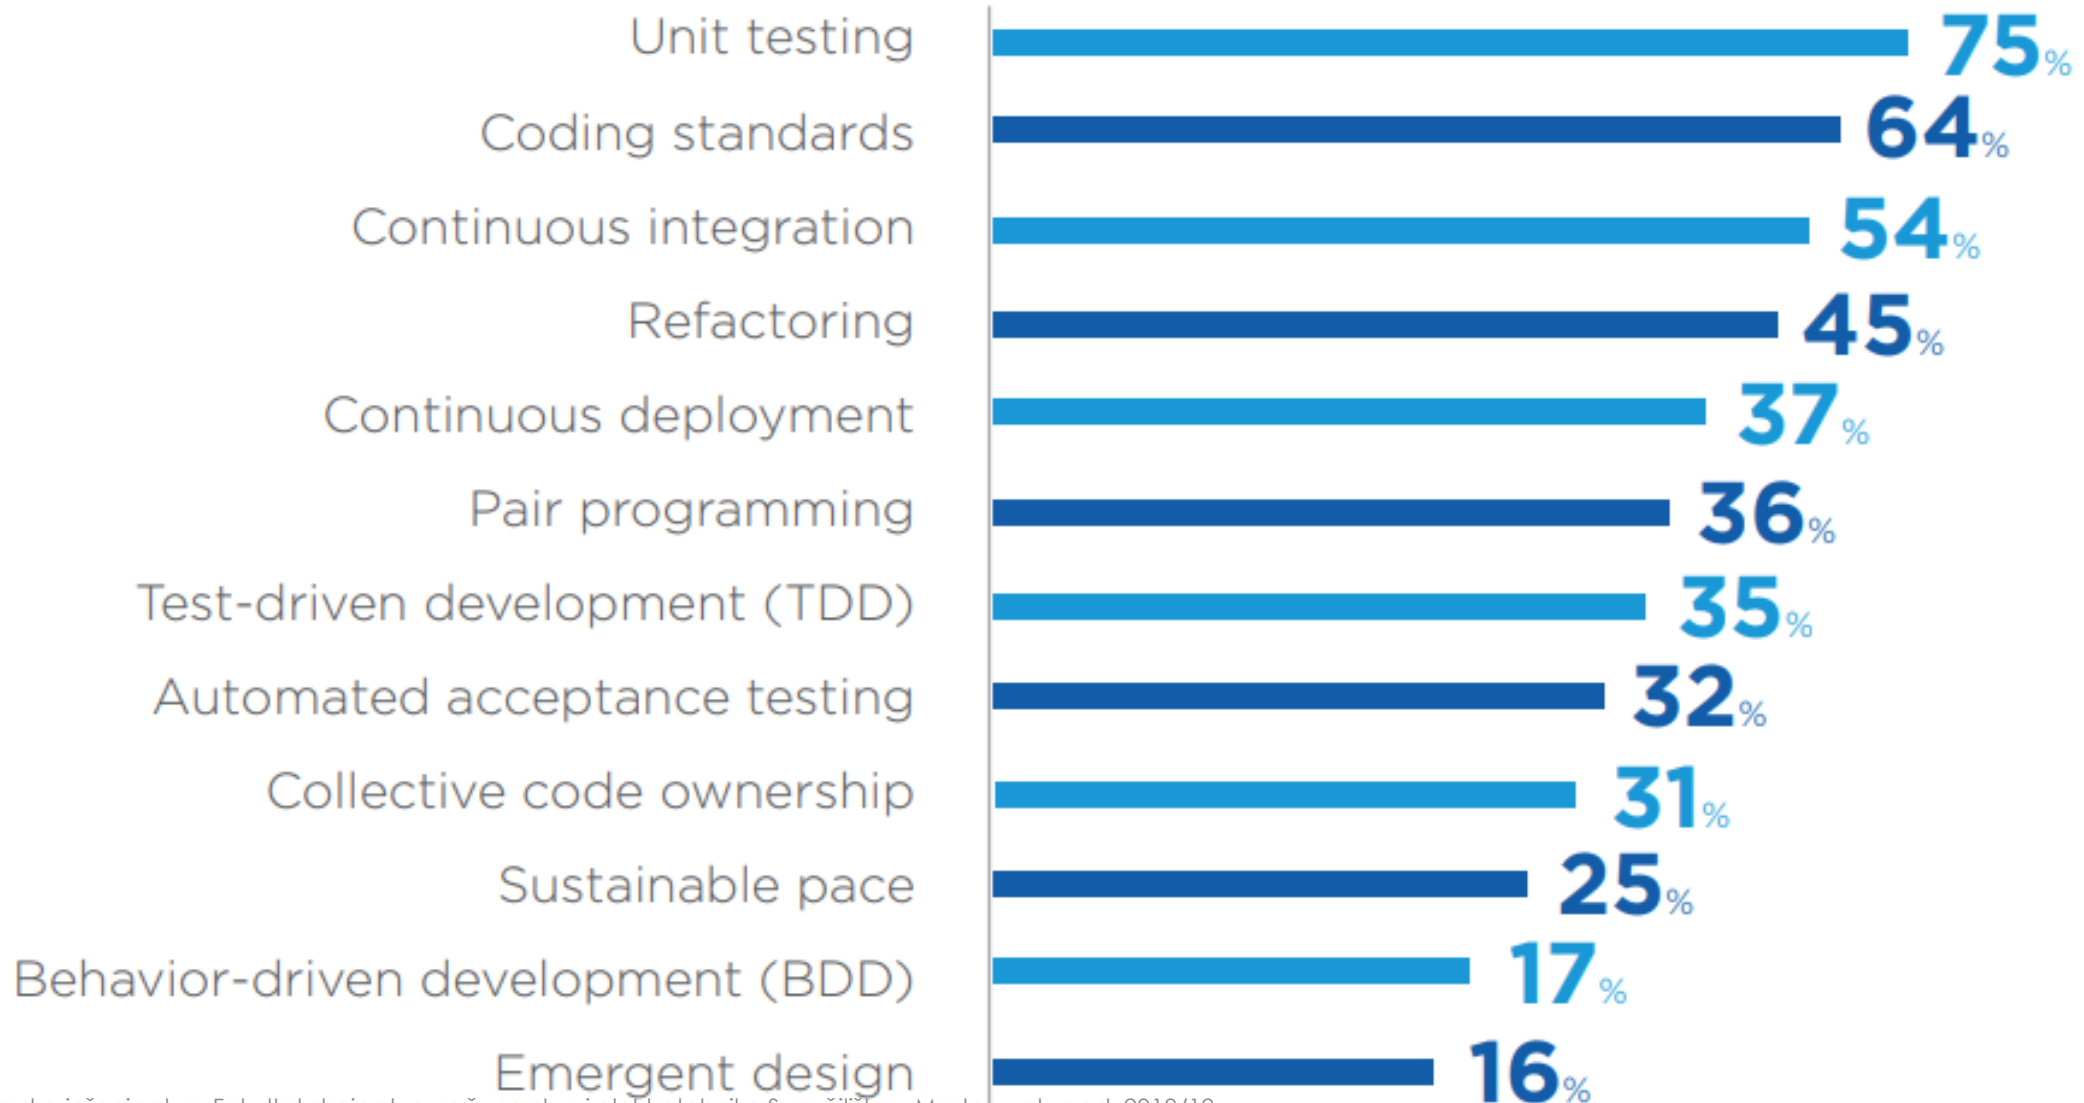 Unit testing 75%
Coding standards 64%
Continuous integration 54%
Refactoring 45%
Continuous deployment 37%
Pair programming 36%
Test-driven development (TDD) 35%
Automated acceptance testing 32%
Collective code ownership 31%
Sustainable pace 25%
Behavior-driven development (BDD) 17%
Emergent design 16%